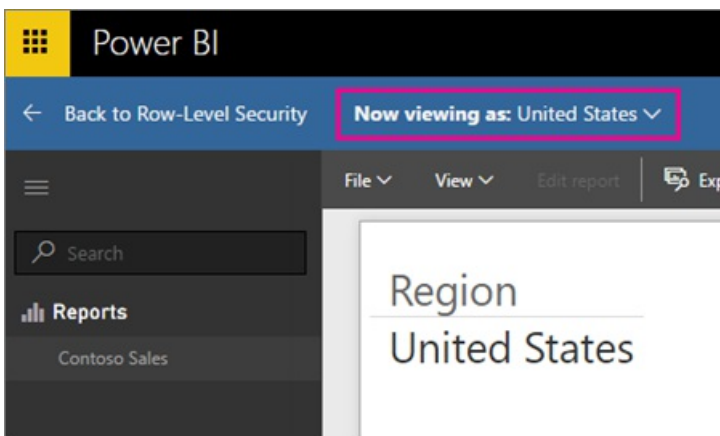 Power BI
Back to Row-Level Security
Now viewing as: United States
File
View
Edit report
Search
Reports
Contoso Sales
Region
United States